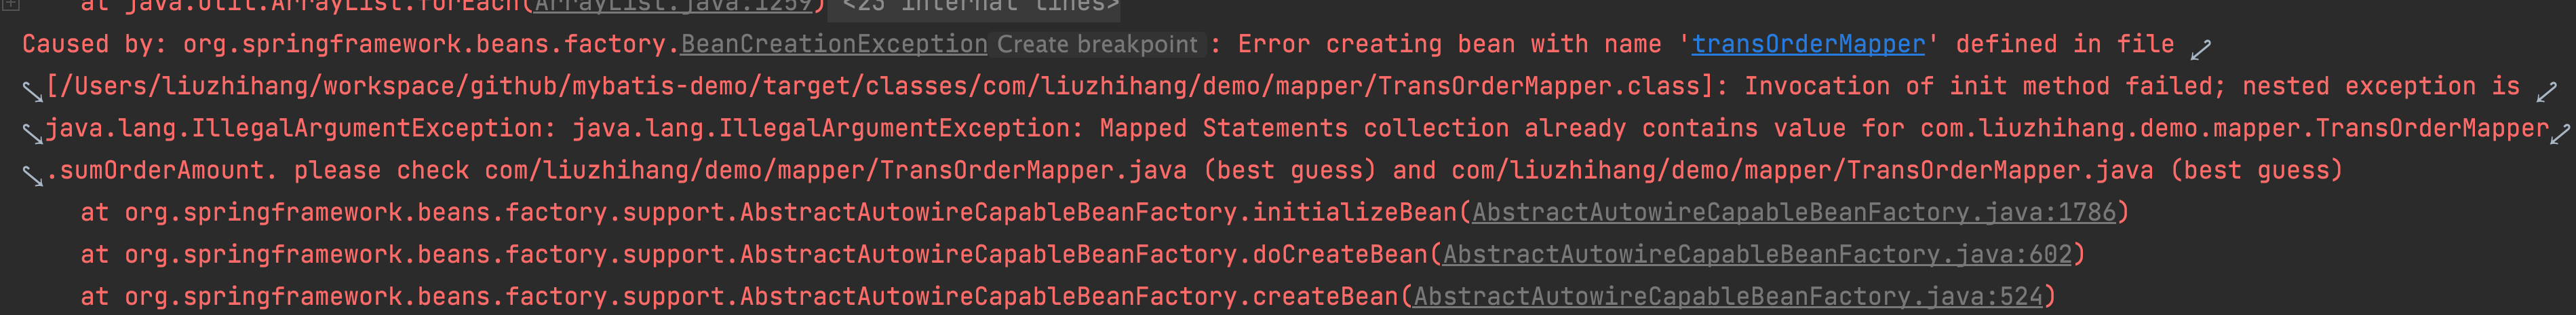 at java.util.ArrayList.forEach(ArrayList.java:1259) <23 internal lines>
Caused by: org.springframework.beans.factory.BeanCreationException Create breakpoint : Error creating bean with name 'transOrderMapper' defined in file
[/Users/liuzhihang/workspace/github/mybatis-demo/target/classes/com/liuzhihang/demo/mapper/TransOrderMapper.class]: Invocation of init method failed; nested exception is
java.lang.IllegalArgumentException: java.lang.IllegalArgumentException: Mapped Statements collection already contains value for com.liuzhihang.demo.mapper.TransOrderMapper
.sumOrderAmount. please check com/liuzhihang/demo/mapper/TransOrderMapper.java (best guess) and com/liuzhihang/demo/mapper/TransOrderMapper.java (best guess)
at org.springframework.beans.factory.support.AbstractAutowireCapableBeanFactory.initializeBean(AbstractAutowireCapableBeanFactory.java:1786)
at org.springframework.beans.factory.support.AbstractAutowireCapableBeanFactory.doCreateBean(AbstractAutowireCapableBeanFactory.java:602)
at org.springframework.beans.factory.support.AbstractAutowireCapableBeanFactory.createBean(AbstractAutowireCapableBeanFactory.java:524)